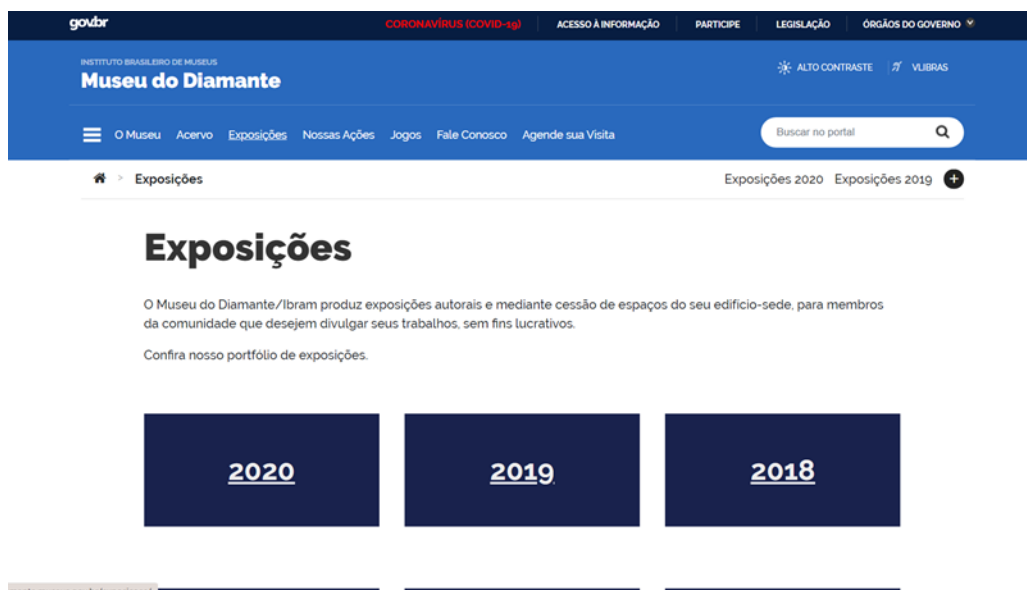 gov.br CORONAVÍRUS (COVID-19) ACESSO À INFORMAÇÃO PARTICIPE LEGISLAÇÃO ÓRGÃOS DO GOVERNO
INSTITUTO BRASILEIRO DE MUSEUS
Museu do Diamante
ALTO CONTRASTE VLIBRAS
O Museu Acervo Exposições Nossas Ações Jogos Fale Conosco Agende sua Visita Buscar no portal
> Exposições Exposições 2020 Exposições 2019 +
Exposições
O Museu do Diamante/Ibram produz exposições autorais e mediante cessão de espaços do seu edifício-sede, para membros
da comunidade que desejem divulgar seus trabalhos, sem fins lucrativos.
Confira nosso portfólio de exposições.
2020 2019 2018